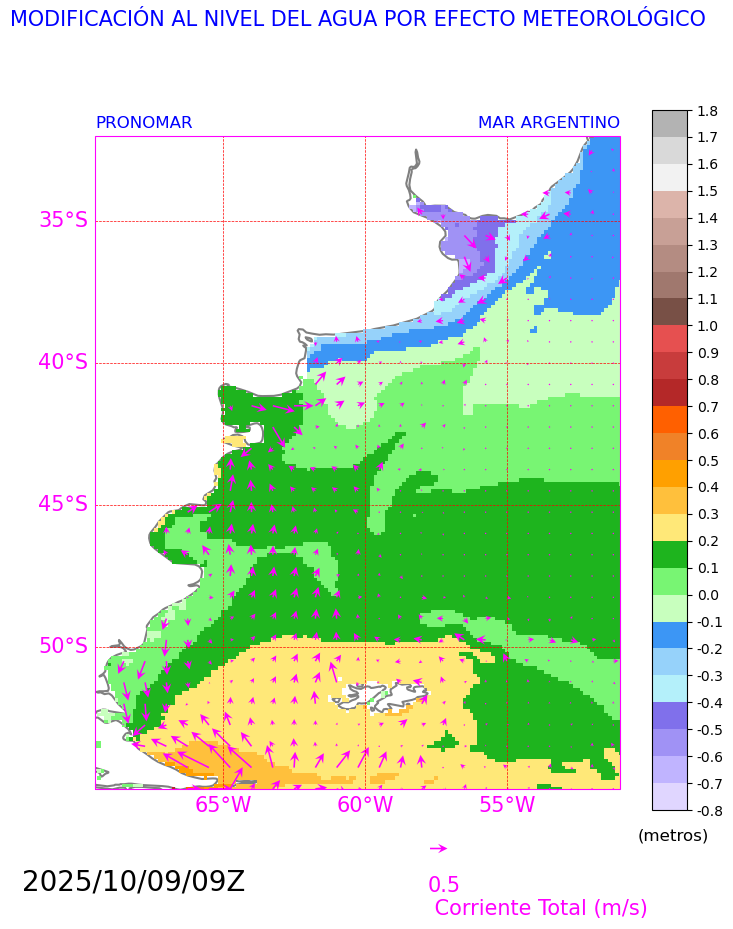 MODIFICACIÓN AL NIVEL DEL AGUA POR EFECTO METEOROLÓGICO
PRONOMAR
MAR ARGENTINO
35°S
40°S
45°S
50°S
65°W
60°W
55°W
1.8
1.7
1.6
1.5
1.4
1.3
1.2
1.1
1.0
0.9
0.8
0.7
0.6
0.5
0.4
0.3
0.2
0.1
0.0
-0.1
-0.2
-0.3
-0.4
-0.5
-0.6
-0.7
-0.8
(metros)
2025/10/09/09Z
0.5
Corriente Total (m/s)